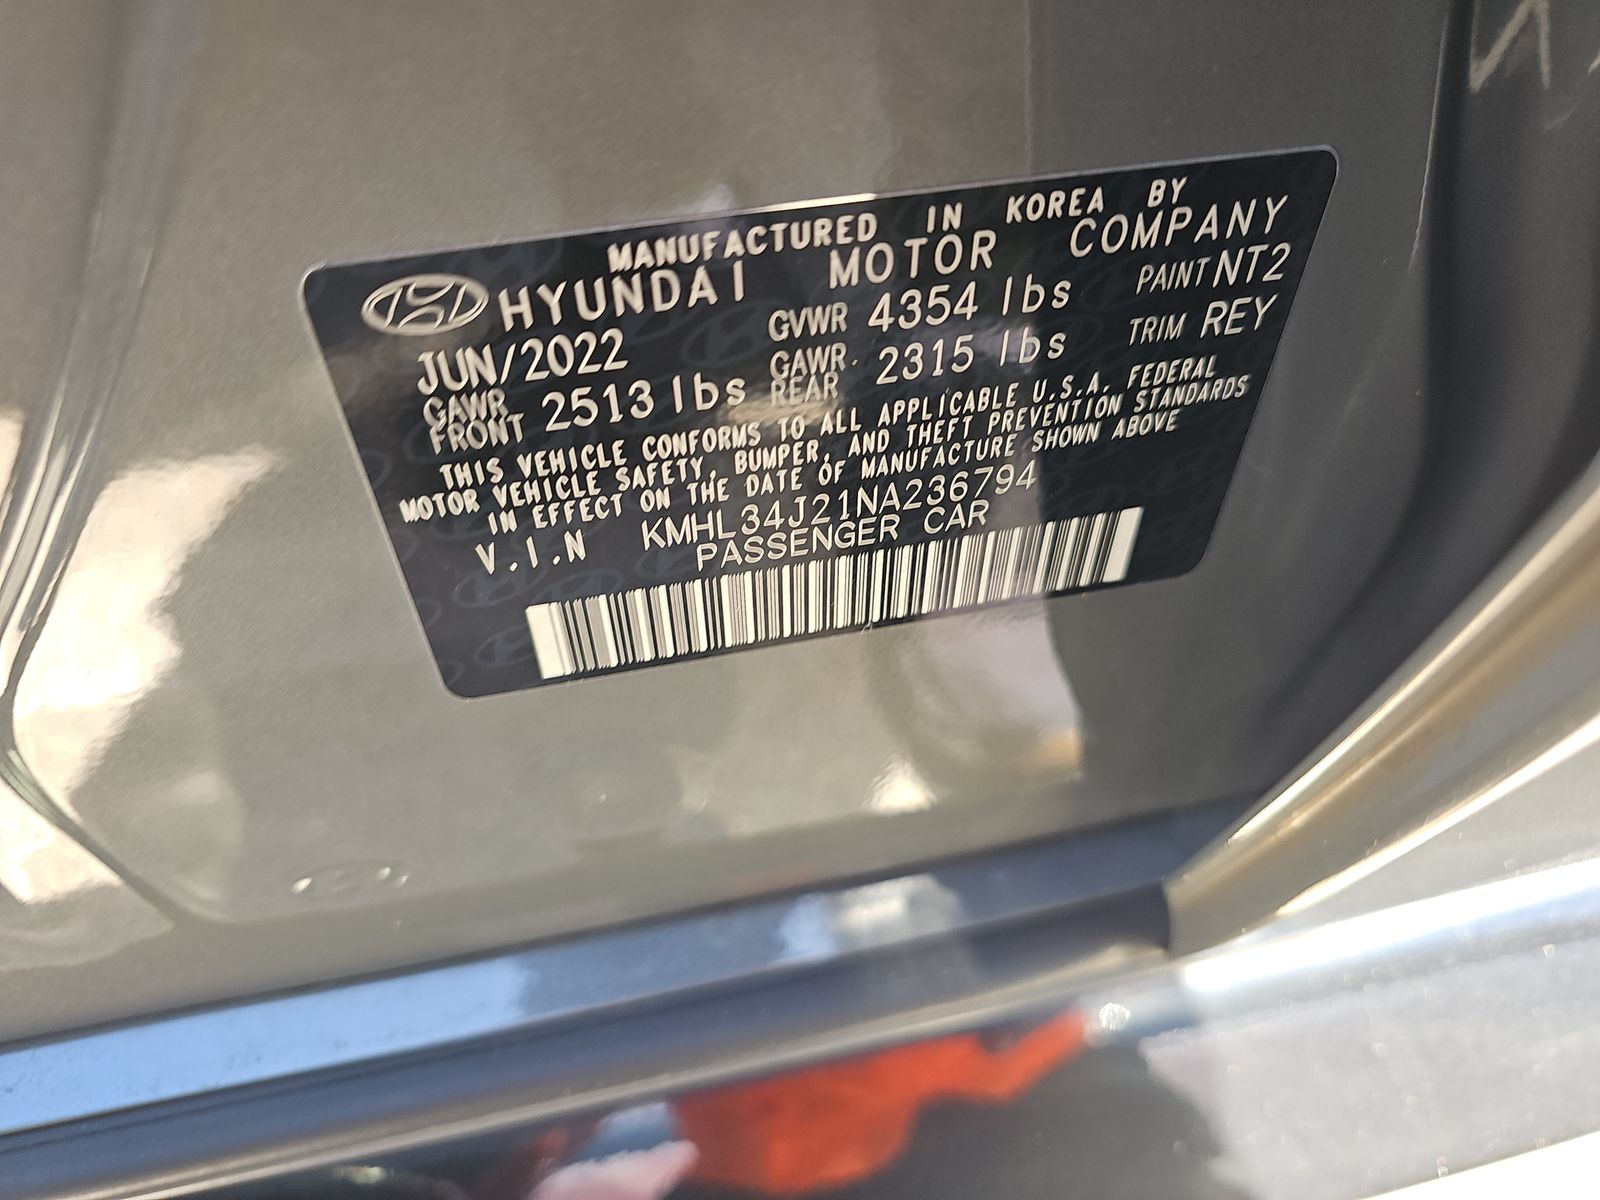 MANUFACTURED IN KOREA BY
HYUNDAI MOTOR COMPANY
JUN/2022 GVWR 4354 lbs PAINT NT2
GAWR FRONT 2513 lbs GAWR REAR 2315 lbs TRIM REY
THIS VEHICLE CONFORMS TO ALL APPLICABLE U.S.A. FEDERAL
MOTOR VEHICLE SAFETY, BUMPER, AND THEFT PREVENTION STANDARDS
IN EFFECT ON THE DATE OF MANUFACTURE SHOWN ABOVE
V.I.N KMHL34J21NA236794
PASSENGER CAR